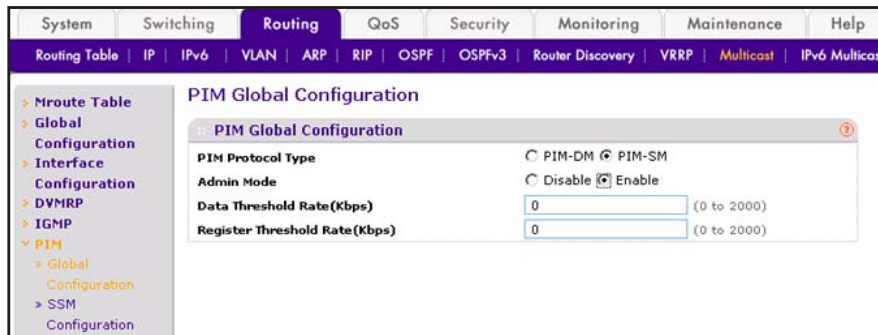 System Switching Routing QoS Security Monitoring Maintenance Help
Routing Table | IP | IPv6 | VLAN | ARP | RIP | OSPF | OSPFv3 | Router Discovery | VRRP | Multicast | IPv6 Multicas
Mroute Table
Global
Configuration
Interface
Configuration
DVMRP
IGMP
PIM
Global
Configuration
SSM
Configuration
PIM Global Configuration
PIM Global Configuration ?
PIM Protocol Type PIM-DM PIM-SM
Admin Mode Disable Enable
Data Threshold Rate(Kbps) 0 (0 to 2000)
Register Threshold Rate(Kbps) 0 (0 to 2000)